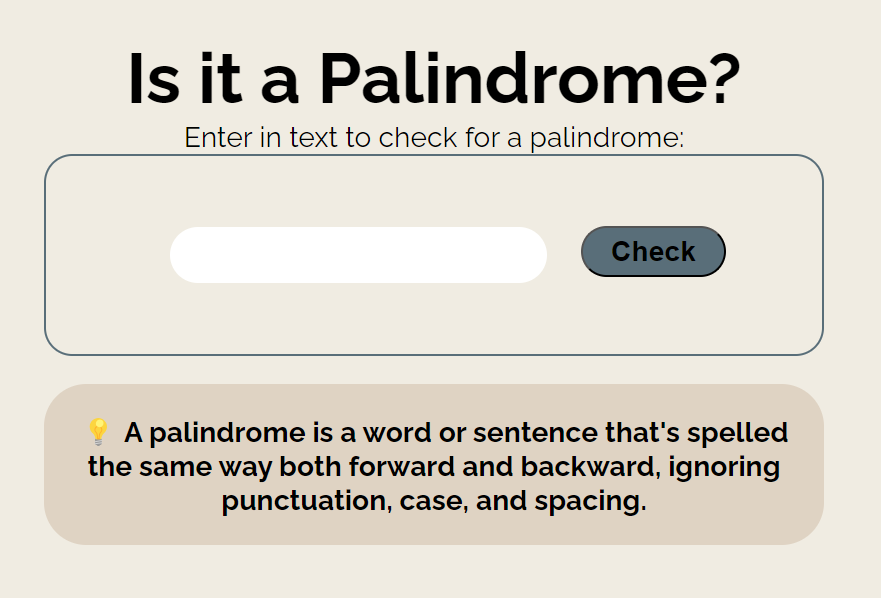 Is it a Palindrome?
Enter in text to check for a palindrome:
Check
💡 A palindrome is a word or sentence that's spelled
the same way both forward and backward, ignoring
punctuation, case, and spacing.